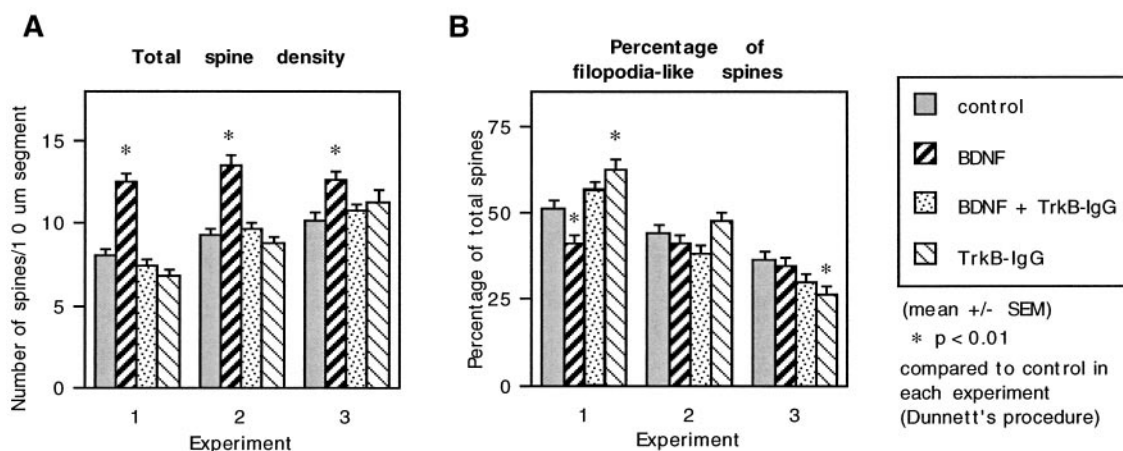 A
Total spine density
Number of spines/10 um segment
15
10
5
0
1 2 3
Experiment
B
Percentage of
filopodia-like spines
Percentage of total spines
75
50
25
0
1 2 3
Experiment
* * *
* * *
control
BDNF
BDNF + TrkB-IgG
TrkB-IgG
(mean +/- SEM)
* p < 0.01
compared to control in
each experiment
(Dunnett's procedure)